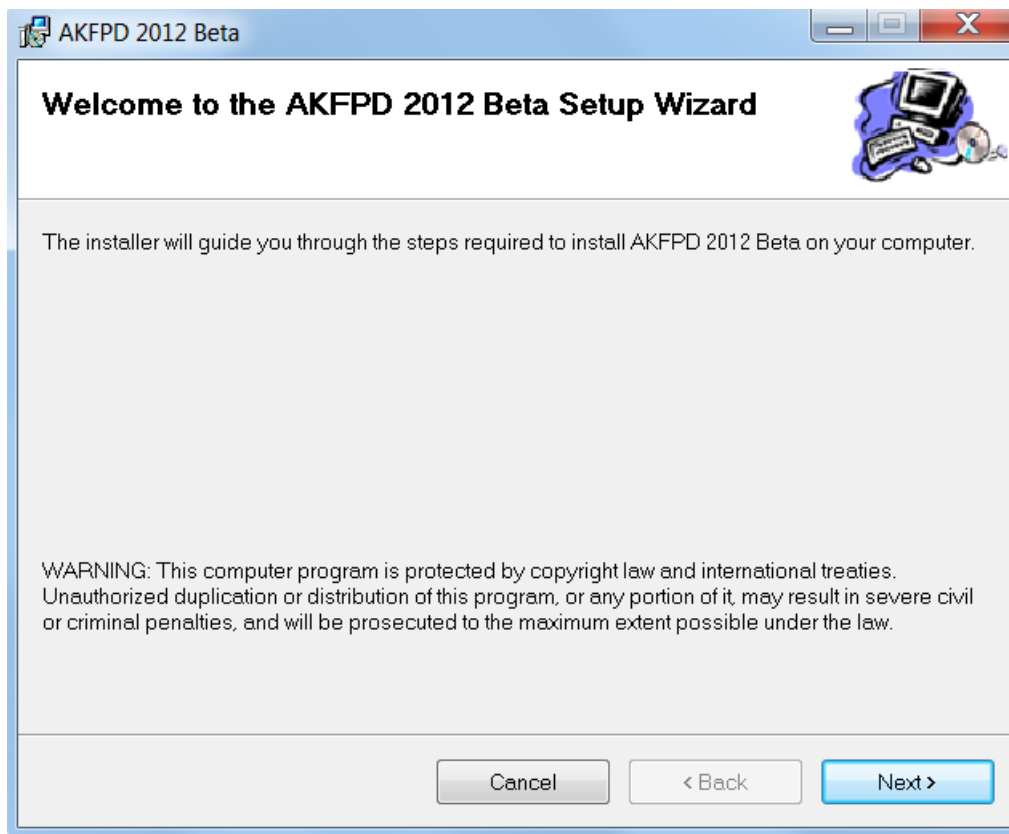 AKFPD 2012 Beta
Welcome to the AKFPD 2012 Beta Setup Wizard
The installer will guide you through the steps required to install AKFPD 2012 Beta on your computer.
WARNING: This computer program is protected by copyright law and international treaties.
Unauthorized duplication or distribution of this program, or any portion of it, may result in severe civil
or criminal penalties, and will be prosecuted to the maximum extent possible under the law.
Cancel < Back Next >